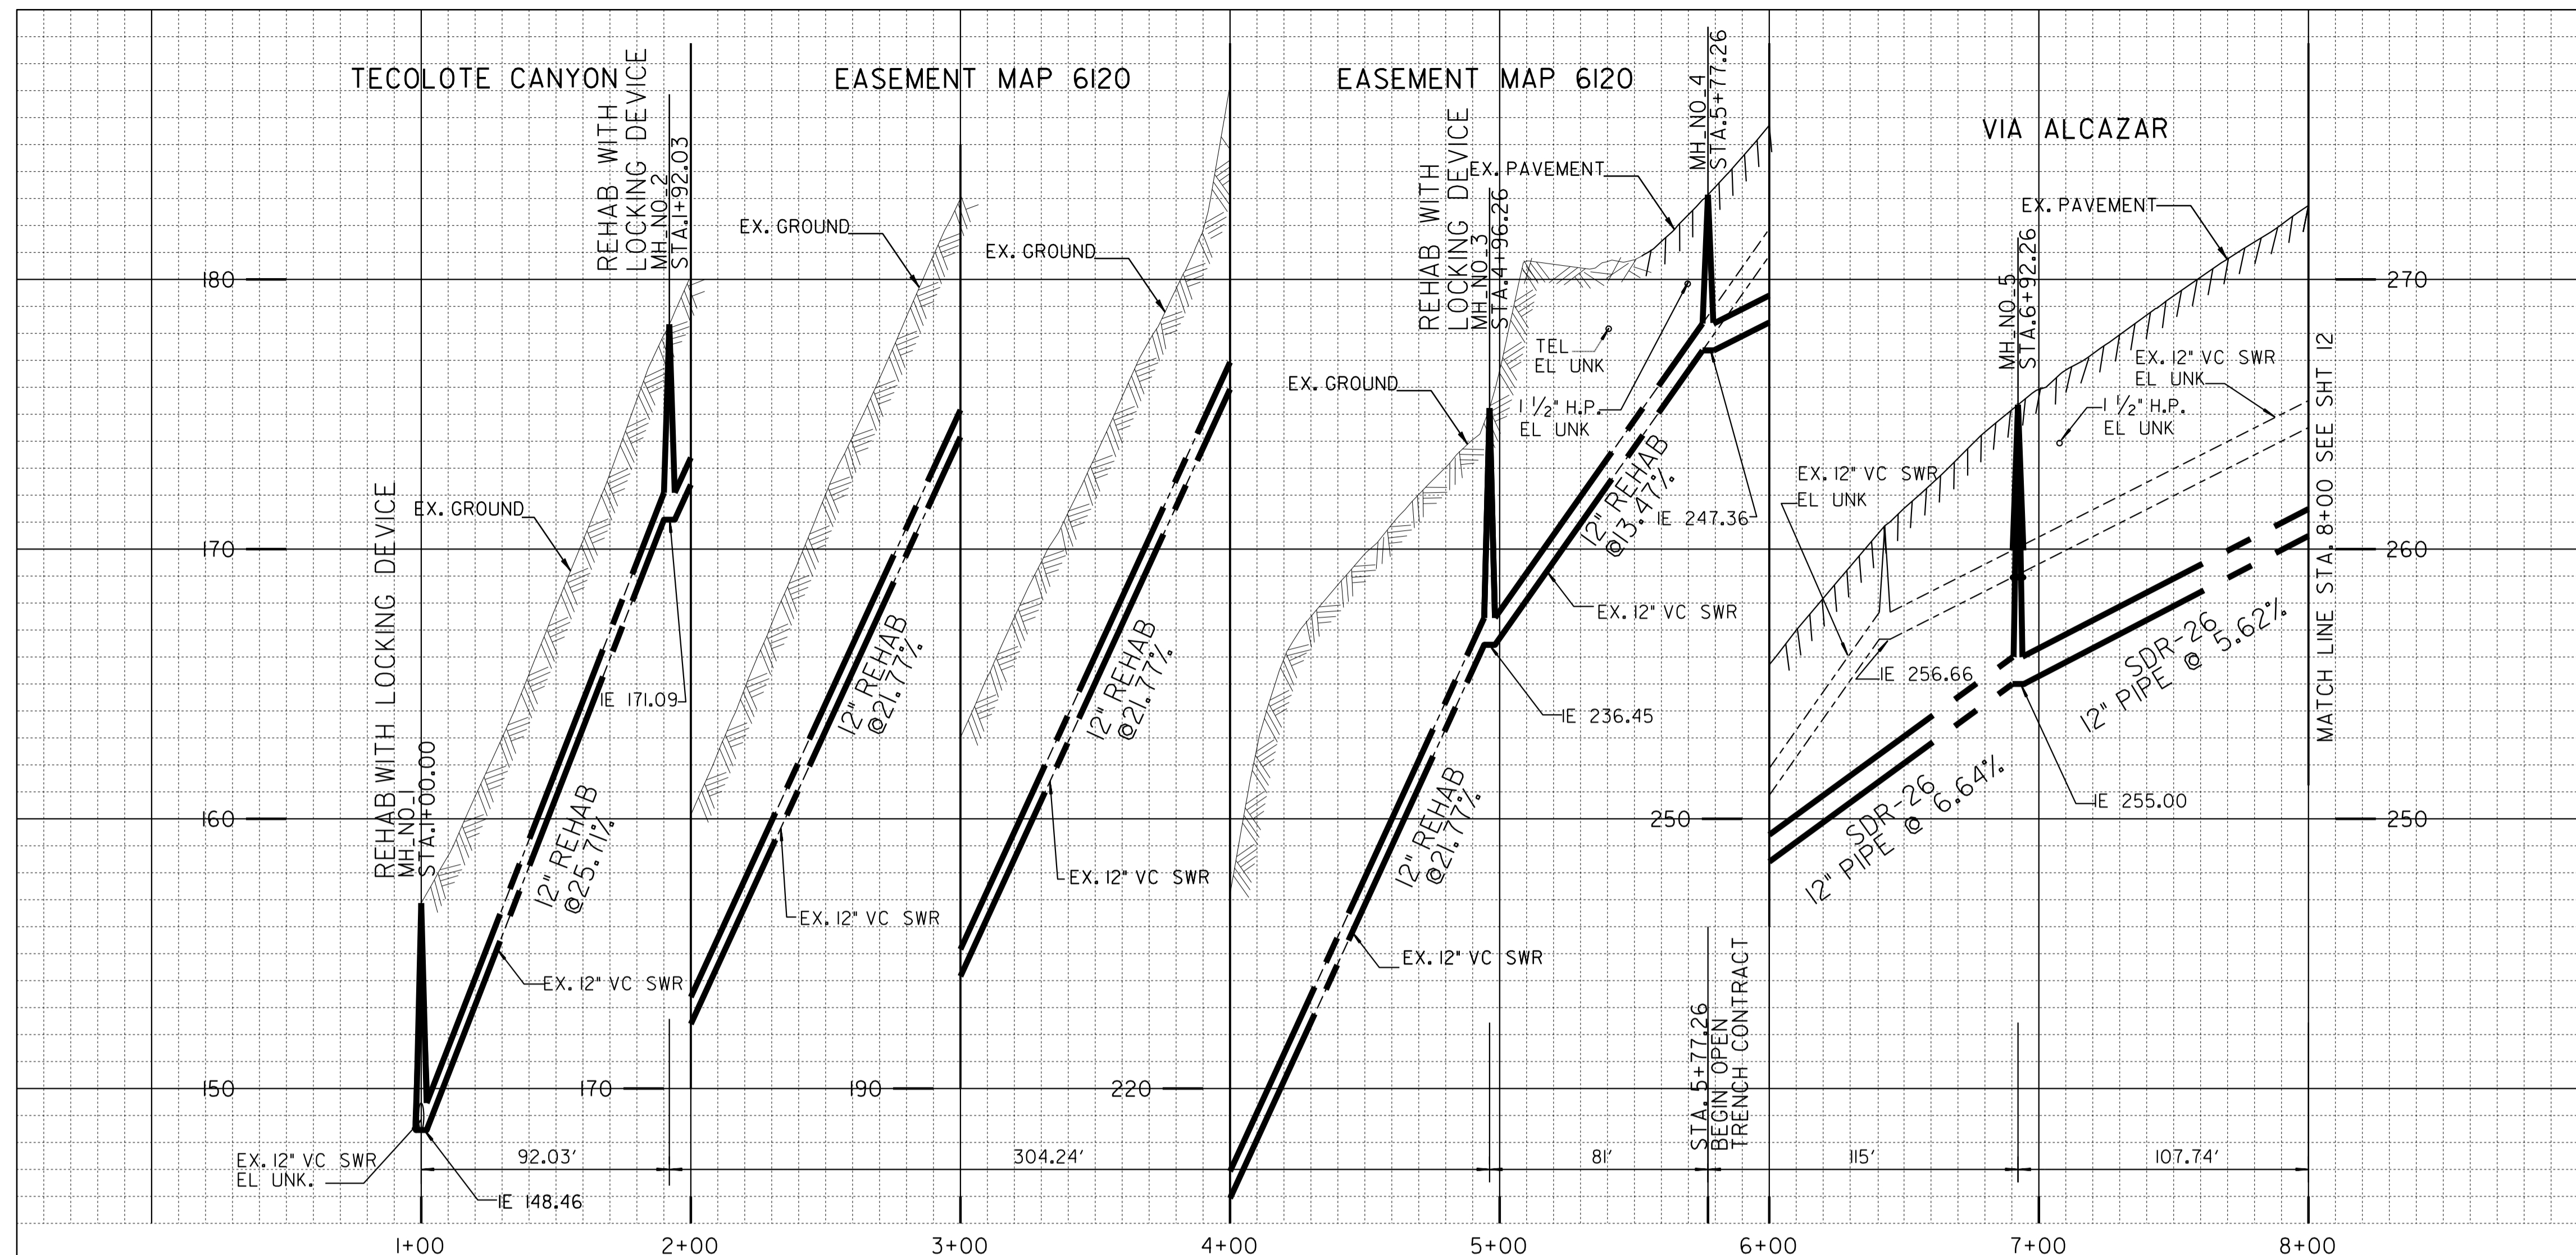 TECOLOTE CANYON
EASEMENT MAP 6120
EASEMENT MAP 6120
VIA ALCAZAR
REHAB WITH LOCKING DEVICE
MH_NO_1
STA.1+00.00
REHAB WITH
LOCKING DEVICE
MH_NO_2
STA.1+92.03
REHAB WITH
LOCKING DEVICE
MH_NO_3
STA.4+96.26
MH_NO_4
STA.5+77.26
MH_NO_5
STA.6+92.26
EX. GROUND
EX. GROUND
EX. GROUND
EX. GROUND
EX. PAVEMENT
EX. PAVEMENT
TEL
EL UNK
1 1/2" H.P.
EL UNK
1 1/2" H.P.
EL UNK
EX. 12" VC SWR
EL UNK
EX. 12" VC SWR
EL UNK
12" REHAB
@25.71%
12" REHAB
@21.77%
12" REHAB
@21.77%
12" REHAB
@21.77%
12" REHAB
@13.47%
SDR-26
12" PIPE @ 6.64%
SDR-26
12" PIPE @ 5.62%
EX. 12" VC SWR
EX. 12" VC SWR
EX. 12" VC SWR
EX. 12" VC SWR
EX. 12" VC SWR
EX. 12" VC SWR
EL UNK.
IE 148.46
IE 171.09
IE 236.45
IE 247.36
IE 256.66
IE 255.00
STA. 5+77.26
BEGIN OPEN
TRENCH CONTRACT
MATCH LINE STA. 8+00 SEE SHT 12
180
170
160
150
170
190
220
250
270
260
250
92.03'
304.24'
81'
115'
107.74'
1+00
2+00
3+00
4+00
5+00
6+00
7+00
8+00